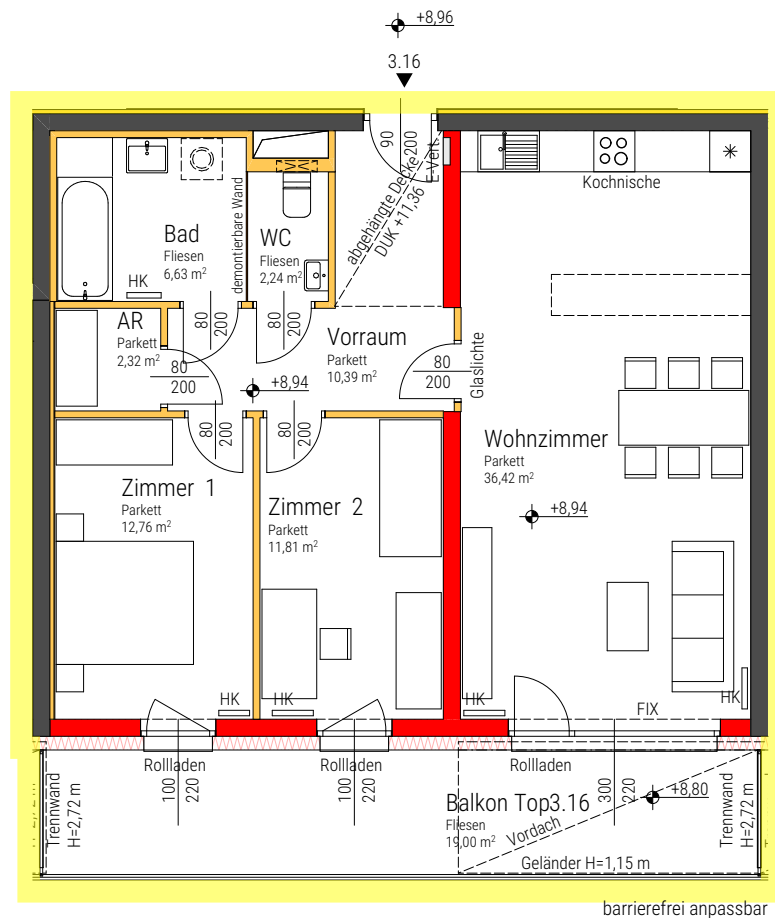 +8,96
3.16
90
200
E-Vert.
abgehängte Decke
DUK +11,36
Kochnische
demontierbare Wand
Bad
Fliesen
6,63 m²
HK
WC
Fliesen
2,24 m²
AR
Parkett
2,32 m²
80
200
80
200
80
200
Vorraum
Parkett
10,39 m²
80
200
Glaslichte
+8,94
80
200
80
200
Wohnzimmer
Parkett
36,42 m²
+8,94
Zimmer 1
Parkett
12,76 m²
Zimmer 2
Parkett
11,81 m²
HK
HK
HK
HK
FIX
Rollladen
Rollladen
Rollladen
100
220
100
220
300
220
Trennwand
H=2,72 m
Balkon Top3.16
Fliesen
19,00 m²
Vordach
+8,80
Geländer H=1,15 m
Trennwand
H=2,72 m
barrierefrei anpassbar